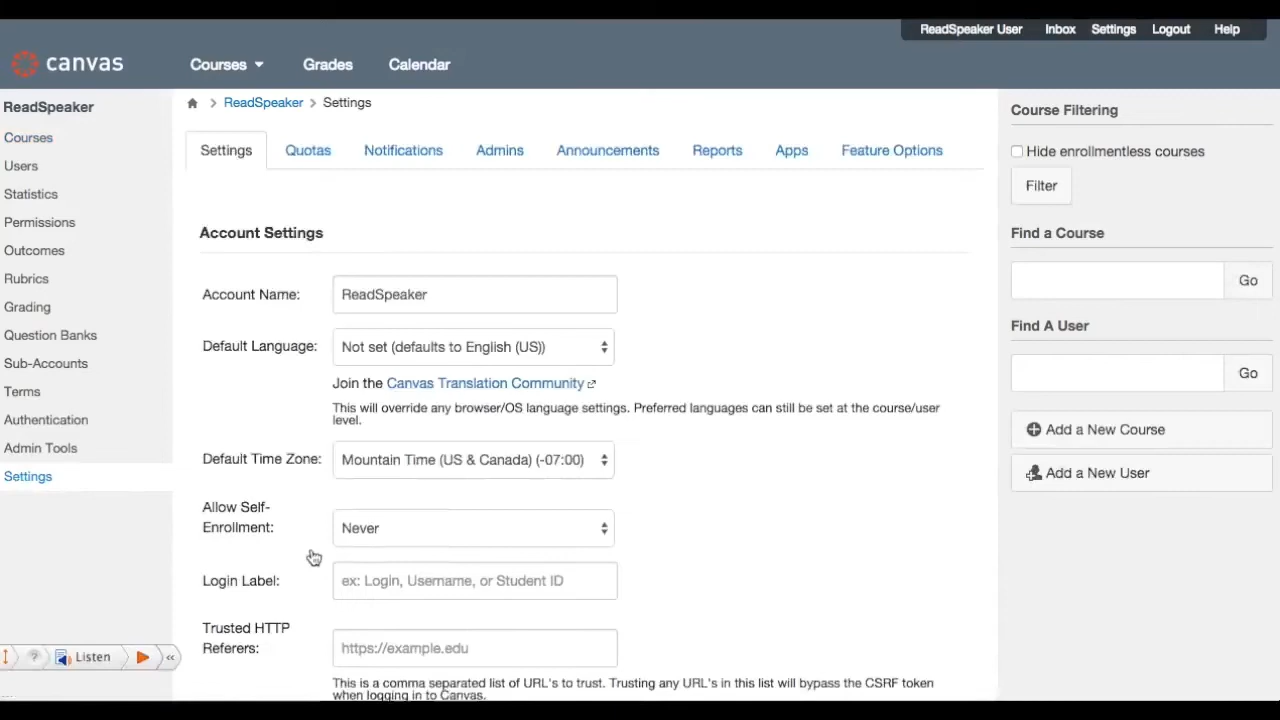 ReadSpeaker User Inbox Settings Logout Help
canvas Courses Grades Calendar
ReadSpeaker
Courses
Users
Statistics
Permissions
Outcomes
Rubrics
Grading
Question Banks
Sub-Accounts
Terms
Authentication
Admin Tools
Settings
? Listen «
> ReadSpeaker > Settings
Settings Quotas Notifications Admins Announcements Reports Apps Feature Options
Account Settings
Account Name: ReadSpeaker
Default Language: Not set (defaults to English (US))
Join the Canvas Translation Community
This will override any browser/OS language settings. Preferred languages can still be set at the course/user
level.
Default Time Zone: Mountain Time (US & Canada) (-07:00)
Allow Self-
Enrollment: Never
Login Label: ex: Login, Username, or Student ID
Trusted HTTP
Referers: https://example.edu
This is a comma separated list of URL's to trust. Trusting any URL's in this list will bypass the CSRF token
when logging in to Canvas.
Course Filtering
Hide enrollmentless courses
Filter
Find a Course
Go
Find A User
Go
Add a New Course
Add a New User